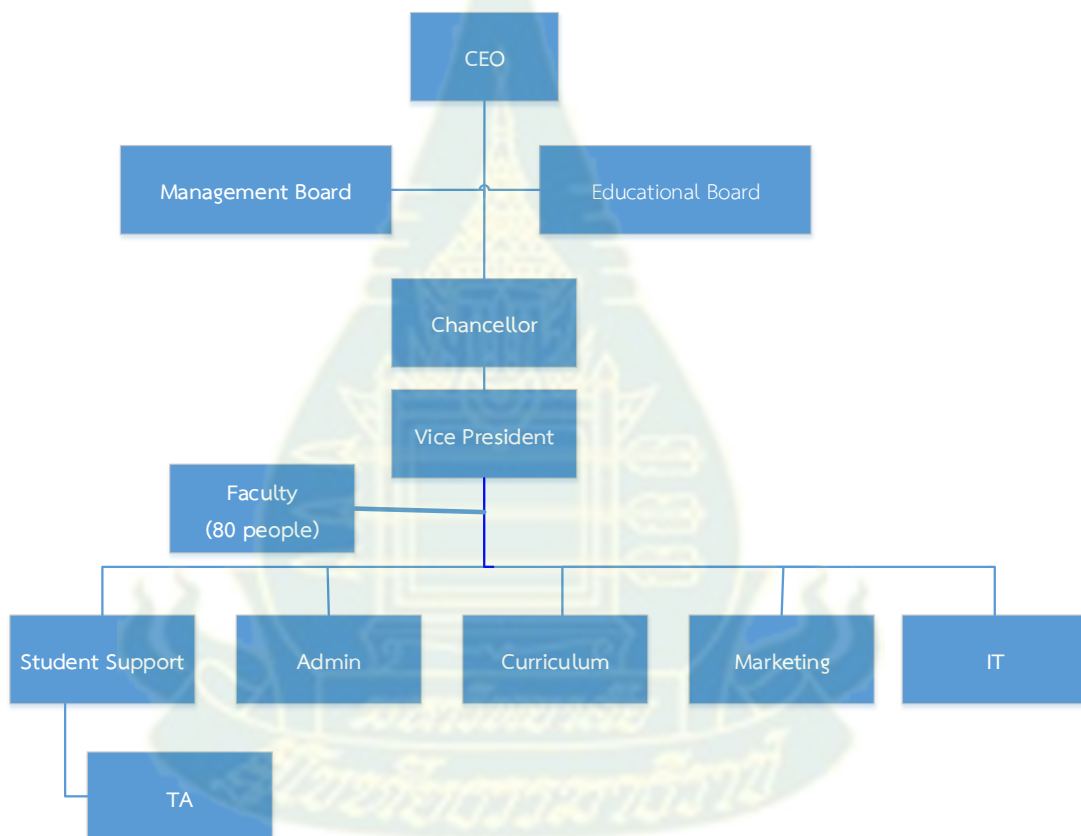 CEO
Management Board
Educational Board
Chancellor
Vice President
Faculty
(80 people)
Student Support
Admin
Curriculum
Marketing
IT
TA